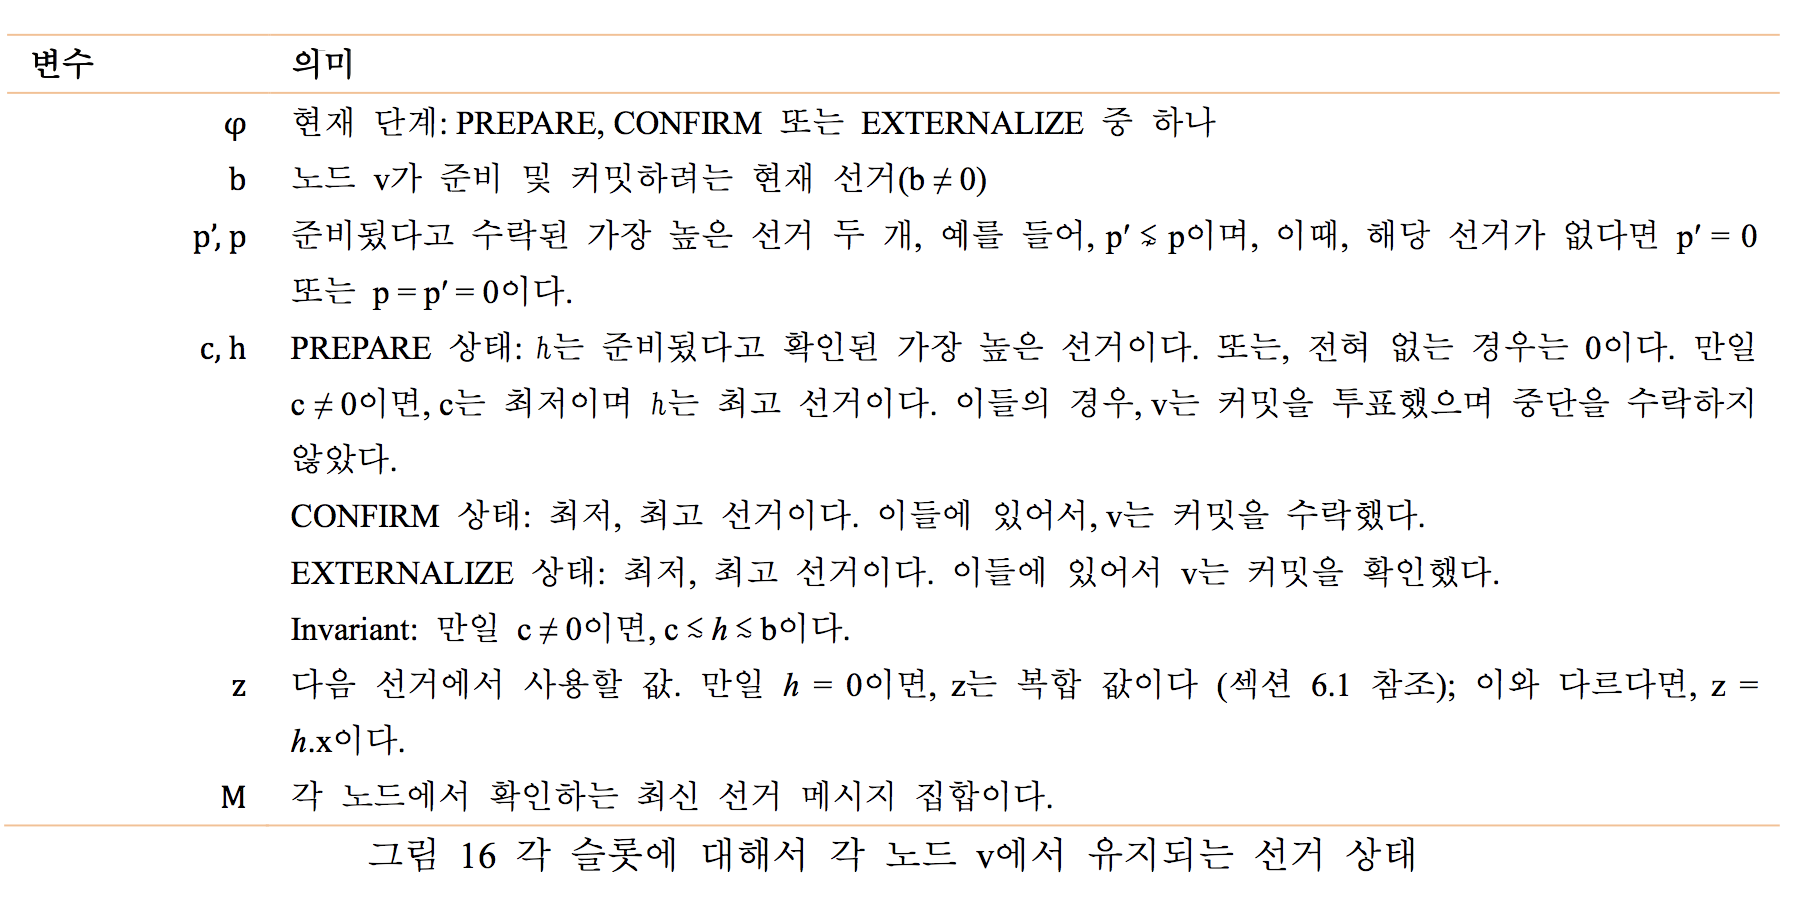 변수 의미
φ 현재 단계: PREPARE, CONFIRM 또는 EXTERNALIZE 중 하나
b 노드 v가 준비 및 커밋하려는 현재 선거(b ≠ 0)
p’, p 준비됐다고 수락된 가장 높은 선거 두 개, 예를 들어, p′ ⋦ p이며, 이때, 해당 선거가 없다면 p′ = 0
또는 p = p′ = 0이다.
c, h PREPARE 상태: h는 준비됐다고 확인된 가장 높은 선거이다. 또는, 전혀 없는 경우는 0이다. 만일
c ≠ 0이면, c는 최저이며 h는 최고 선거이다. 이들의 경우, v는 커밋을 투표했으며 중단을 수락하지
않았다.
CONFIRM 상태: 최저, 최고 선거이다. 이들에 있어서, v는 커밋을 수락했다.
EXTERNALIZE 상태: 최저, 최고 선거이다. 이들에 있어서 v는 커밋을 확인했다.
Invariant: 만일 c ≠ 0이면, c ≲ h ≲ b이다.
z 다음 선거에서 사용할 값. 만일 h = 0이면, z는 복합 값이다 (섹션 6.1 참조); 이와 다르다면, z =
h.x이다.
M 각 노드에서 확인하는 최신 선거 메시지 집합이다.
그림 16 각 슬롯에 대해서 각 노드 v에서 유지되는 선거 상태